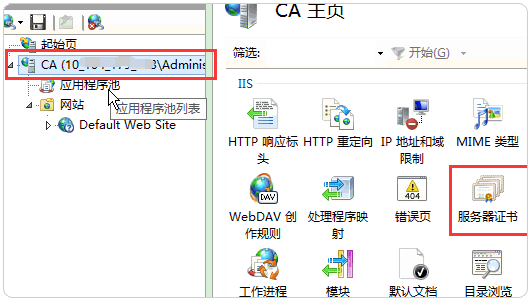 CA 主页
起始页
筛选:
开始(G)
CA (10_1 \Adminis
应用程序池
IIS
网站
应用程序池列表
Default Web Site
HTTP 响应标头
HTTP 重定向
IP 地址和域限制
MIME 类型
DAV
404
WebDAV 创作规则
处理程序映射
错误页
服务器证书
工作进程
模块
默认文档
目录浏览